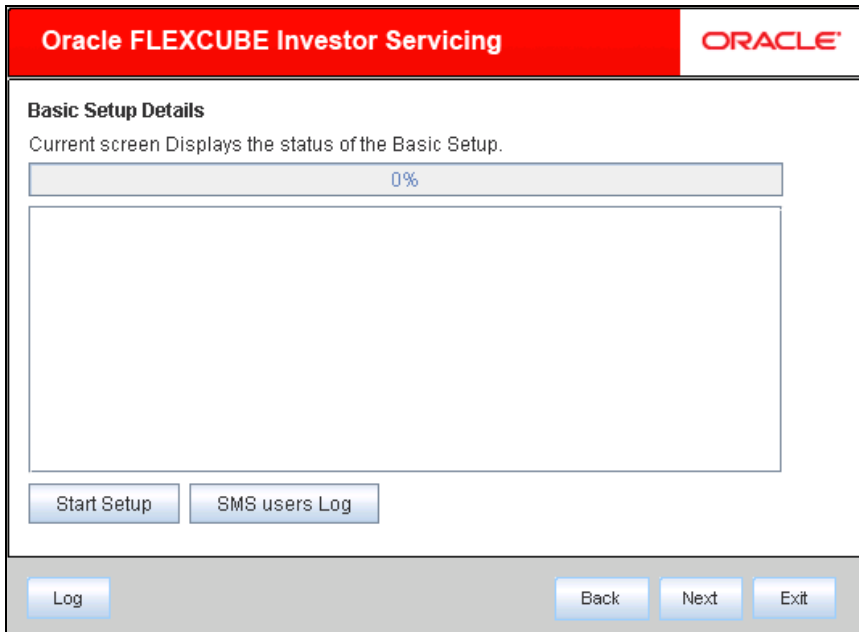 Oracle FLEXCUBE Investor Servicing
ORACLE
Basic Setup Details
Current screen Displays the status of the Basic Setup.
0%
Start Setup
SMS users Log
Log
Back
Next
Exit